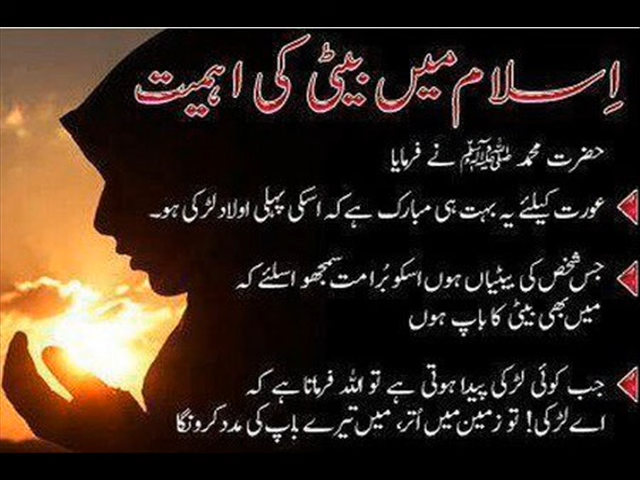 اِسلام میں بیٹی کی اہمیت
حضرت محمد ﷺ نے فرمایا
عورت کیلئے یہ بہت ہی مبارک ہے کہ اسکی پہلی اولاد لڑکی ہو۔
جس شخص کی بیٹیاں ہوں اسکو بُرا مت سمجھو اسلئے کہ
میں بھی بیٹی کا باپ ہوں
جب کوئی لڑکی پیدا ہوتی ہے تو اللہ فرماتا ہے کہ
اے لڑکی! تو زمین میں اُتر، میں تیرے باپ کی مدد کرونگا